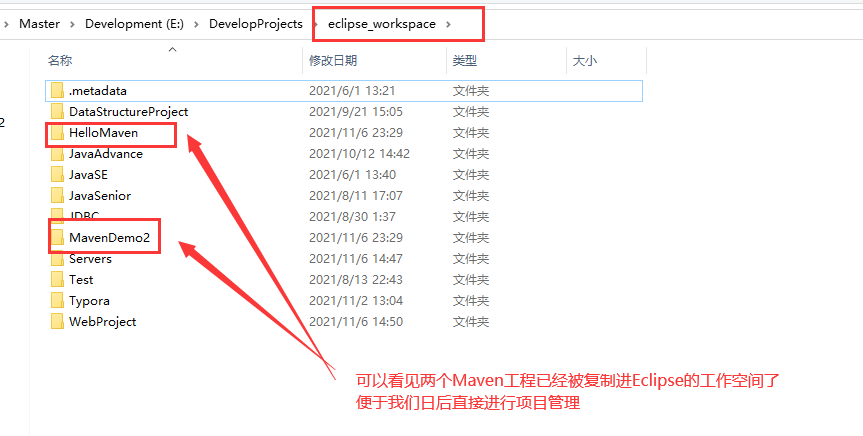 Master > Development (E:) > DevelopProjects > eclipse_workspace >
名称 修改日期 类型 大小
.metadata 2021/6/1 13:21 文件夹
DataStructureProject 2021/9/21 15:05 文件夹
2
HelloMaven 2021/11/6 23:29 文件夹
JavaAdvance 2021/10/12 14:42 文件夹
JavaSE 2021/6/1 13:40 文件夹
JavaSenior 2021/8/11 17:07 文件夹
JDBC 2021/8/30 1:37 文件夹
MavenDemo2 2021/11/6 23:29 文件夹
Servers 2021/11/6 14:47 文件夹
Test 2021/8/13 22:43 文件夹
Typora 2021/11/2 13:04 文件夹
WebProject 2021/11/6 14:50 文件夹
可以看见两个Maven工程已经被复制进Eclipse的工作空间了
便于我们日后直接进行项目管理